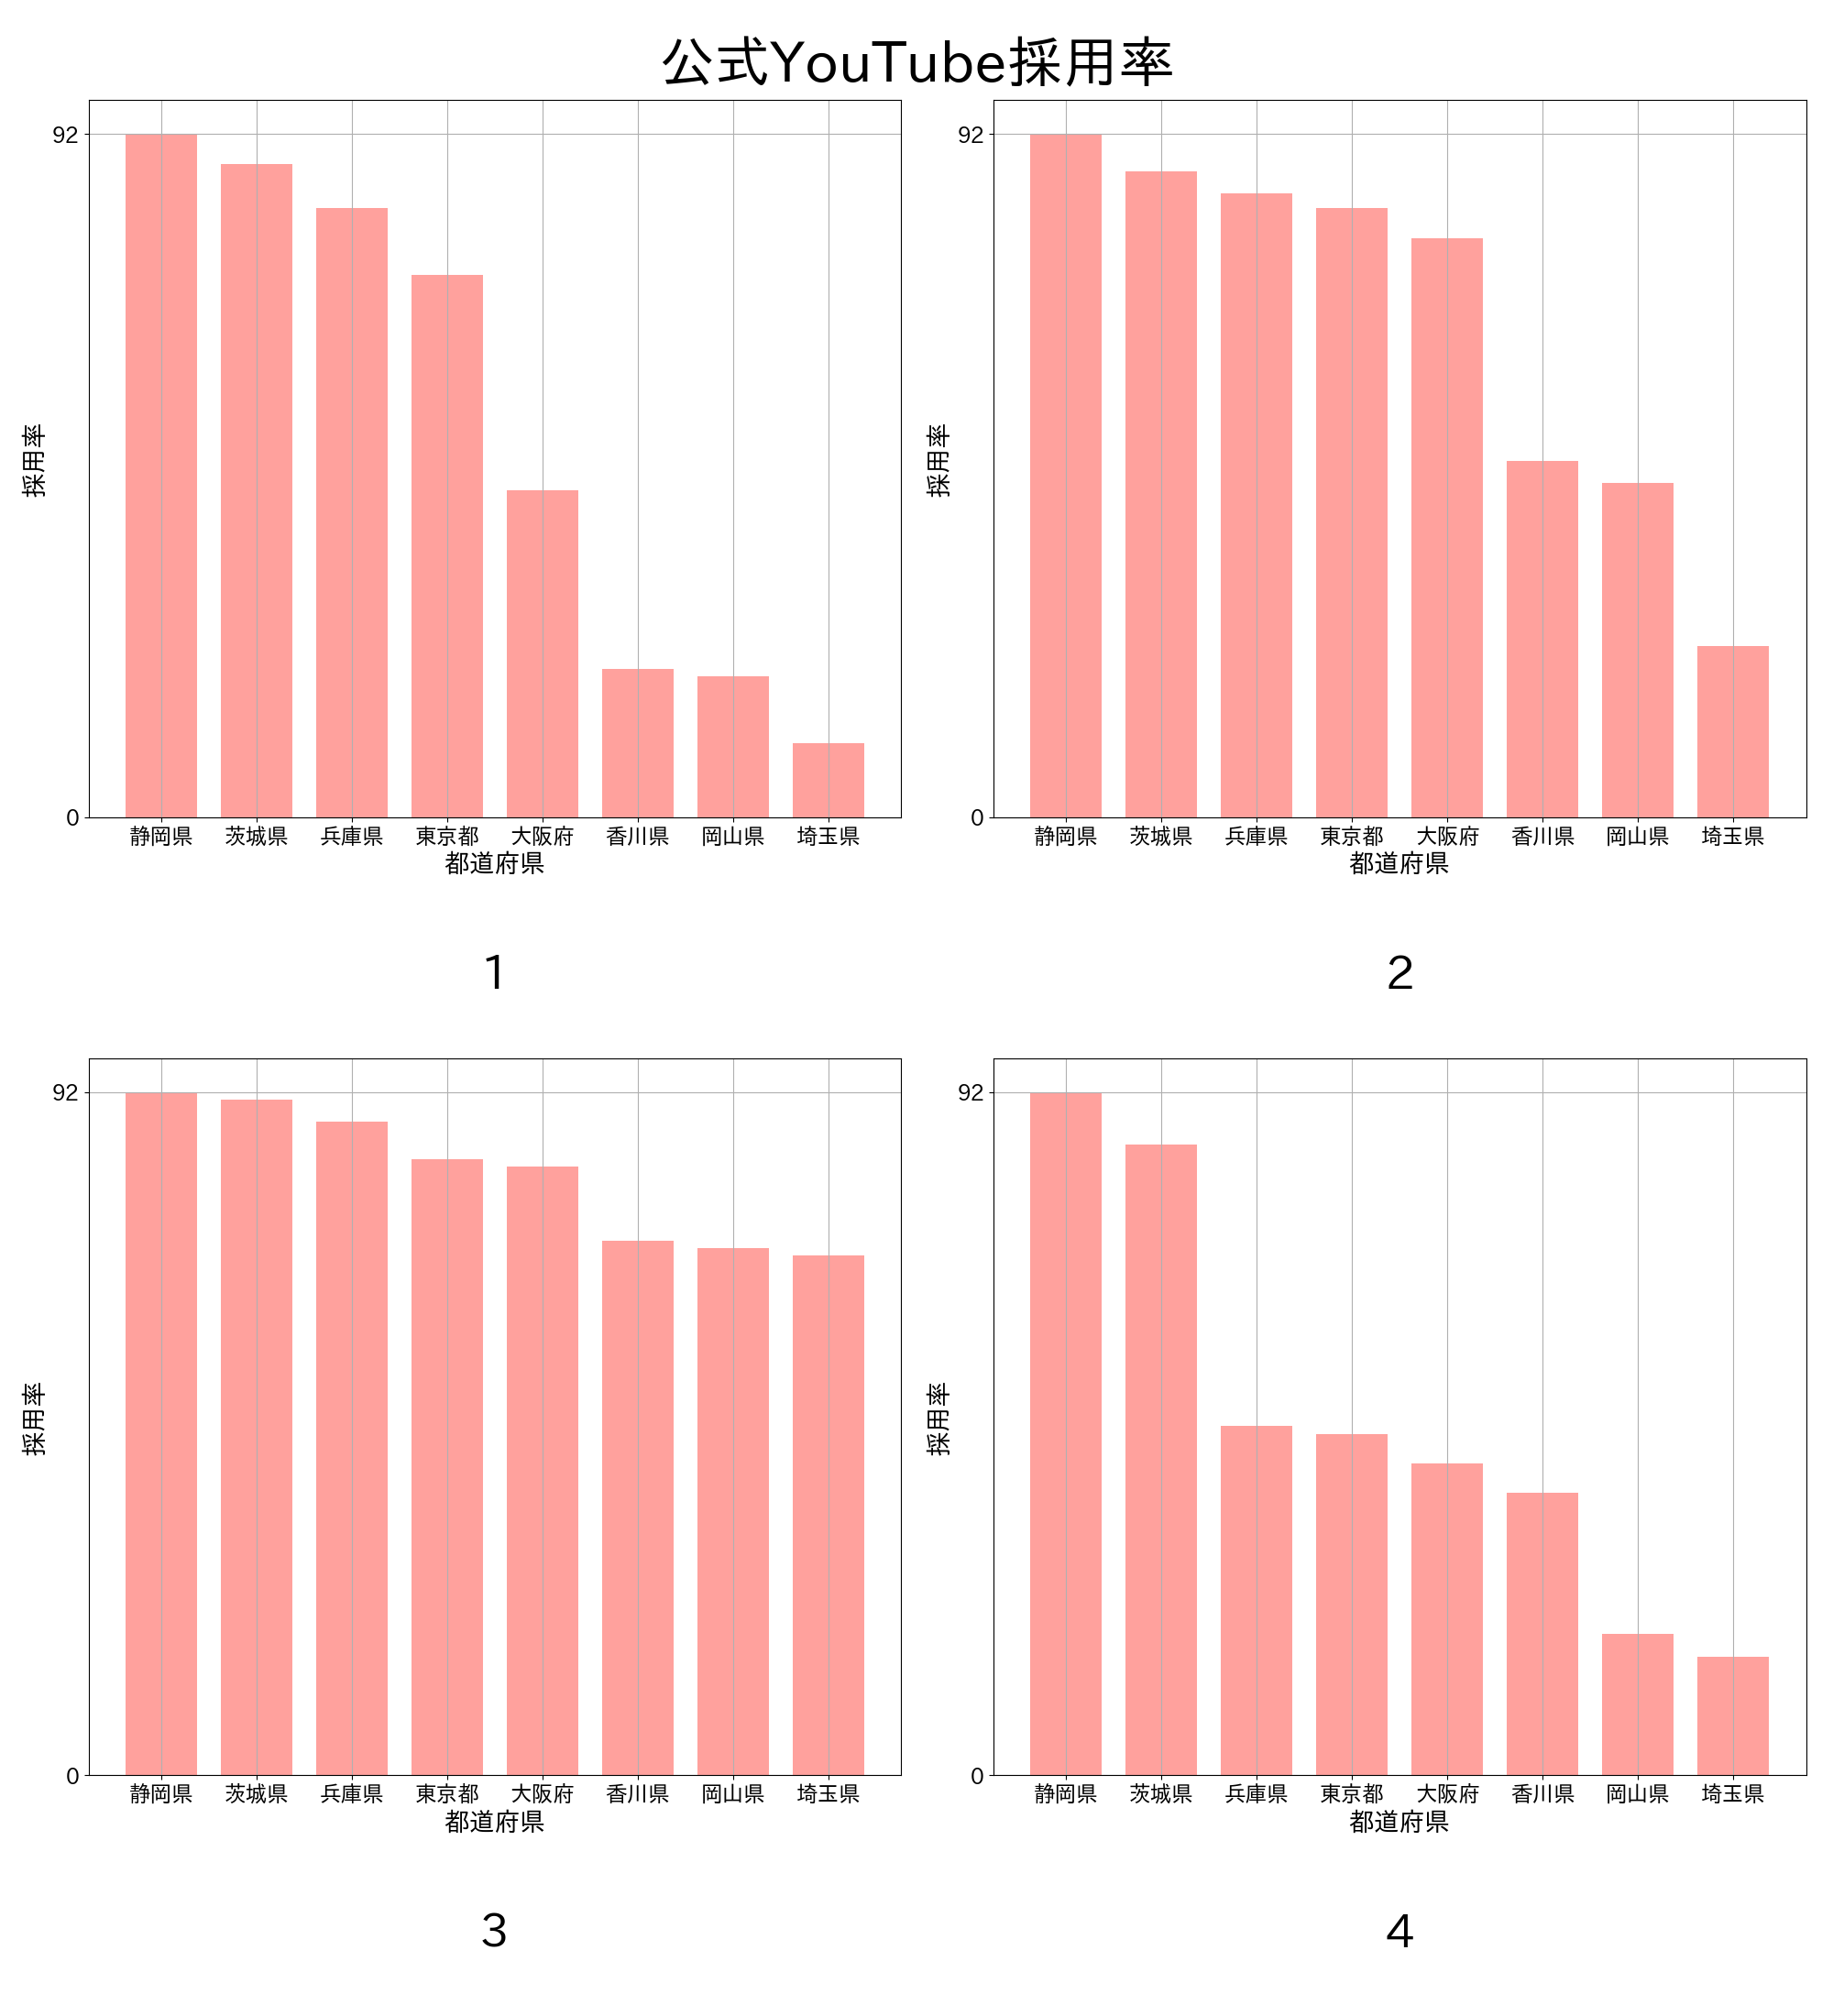 公式YouTube採用率
92
0
採用率
静岡県 茨城県 兵庫県 東京都 大阪府 香川県 岡山県 埼玉県
都道府県
1
92
0
採用率
静岡県 茨城県 兵庫県 東京都 大阪府 香川県 岡山県 埼玉県
都道府県
2
92
0
採用率
静岡県 茨城県 兵庫県 東京都 大阪府 香川県 岡山県 埼玉県
都道府県
3
92
0
採用率
静岡県 茨城県 兵庫県 東京都 大阪府 香川県 岡山県 埼玉県
都道府県
4